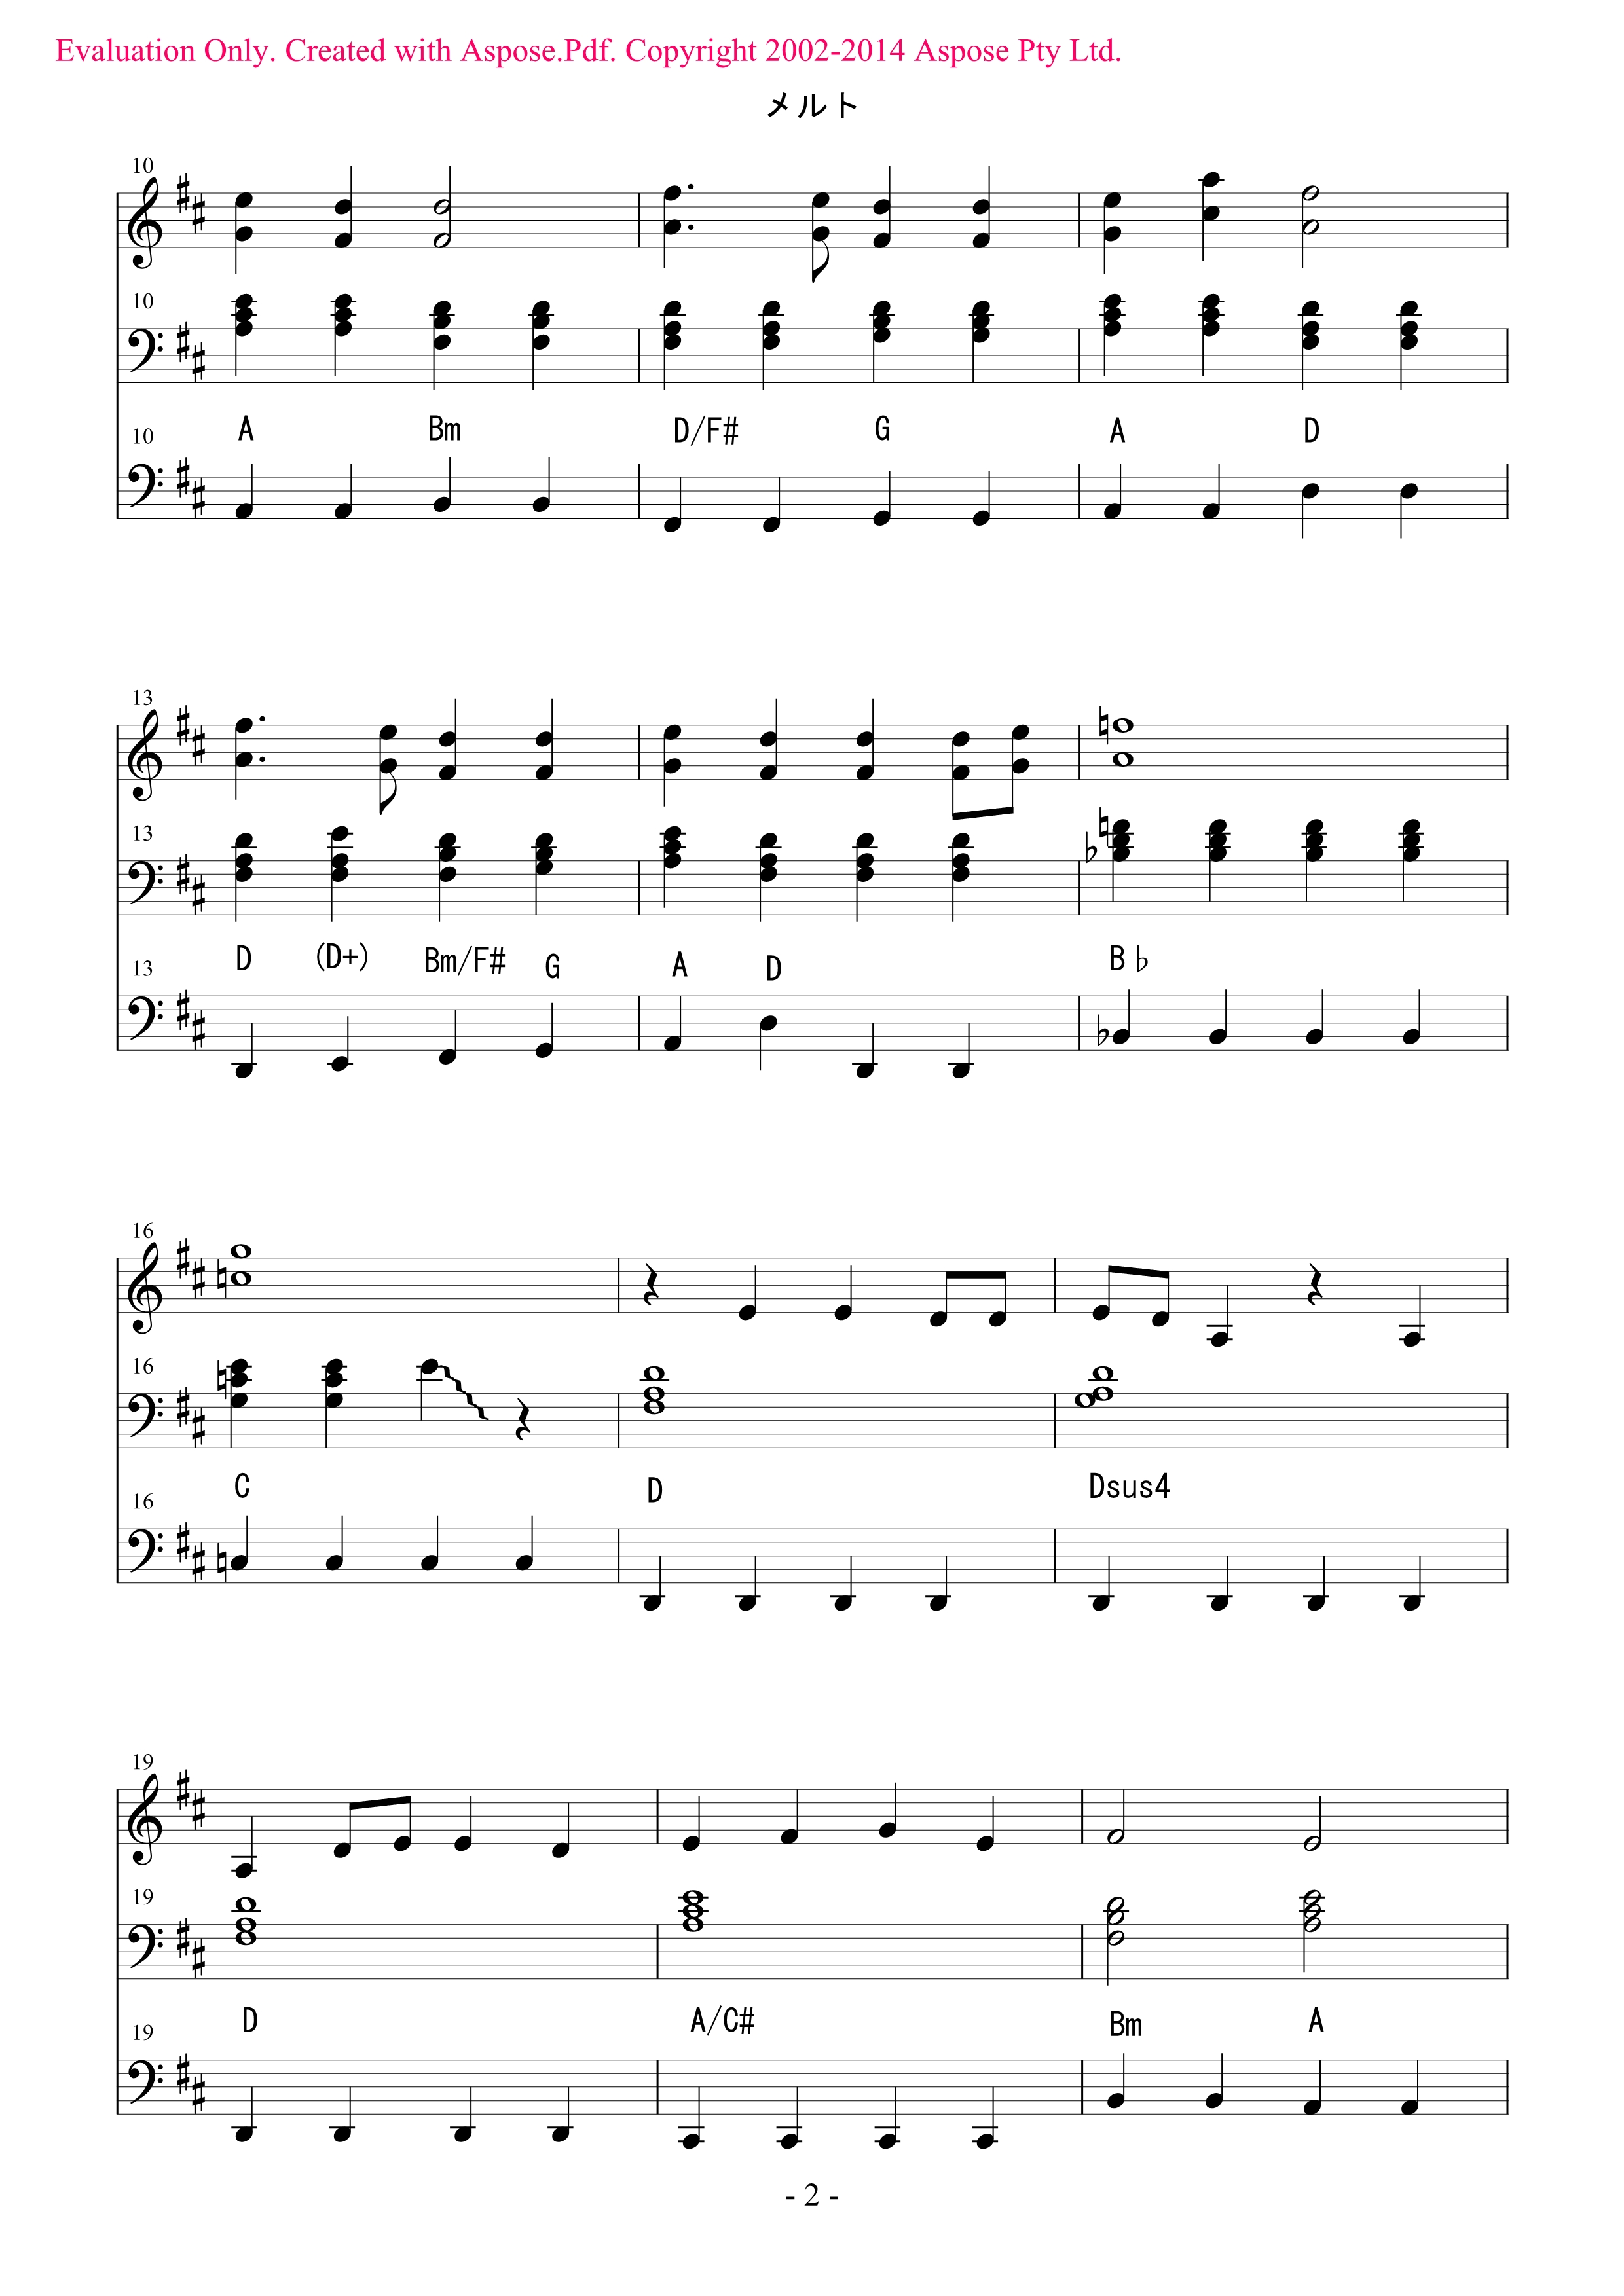 Evaluation Only. Created with Aspose.Pdf. Copyright 2002-2014 Aspose Pty Ltd.
メルト
10
10
A Bm D/F# G A D
10
13
13
D (D+) Bm/F# G A D B♭
13
16
16
C D Dsus4
16
19
19
D A/C# Bm A
19
- 2 -